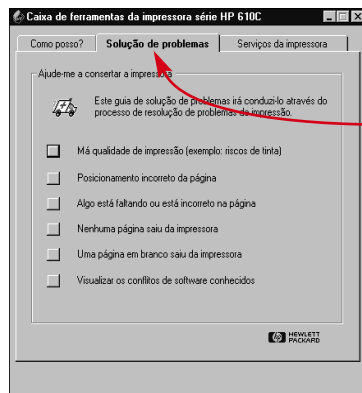 Caixa de ferramentas da impressora série HP 610C
Como posso? Solução de problemas Serviços da impressora
Ajude-me a consertar a impressora
Este guia de solução de problemas irá conduzi-lo através do
processo de resolução de problemas de impressão.
Má qualidade de impressão (exemplo: riscos de tinta)
Posicionamento incorreto da página
Algo está faltando ou está incorreto na página
Nenhuma página saiu da impressora
Uma página em branco saiu da impressora
Visualizar os conflitos de software conhecidos
HEWLETT
PACKARD